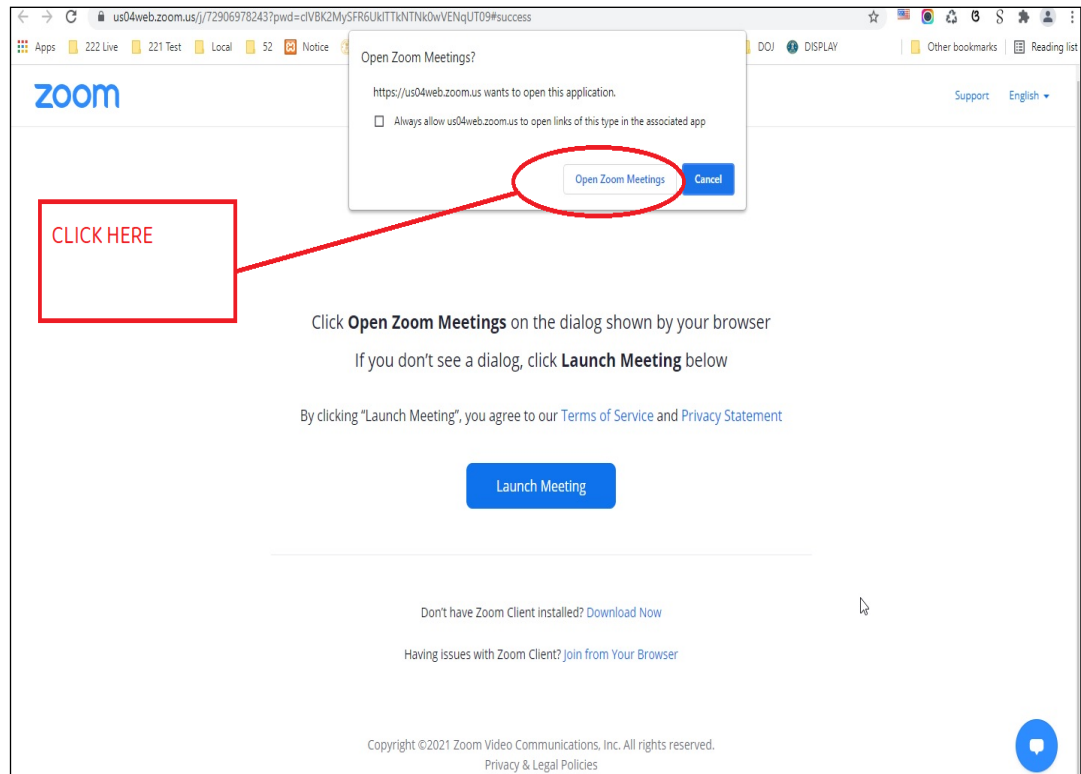 us04web.zoom.us/j/72906978243?pwd=clVBK2MySFR6UklTTkNTNk0wVENqUT09#success
Apps 222 Live 221 Test Local 52 Notice DOJ DISPLAY Other bookmarks Reading list
Open Zoom Meetings?
https://us04web.zoom.us wants to open this application.
Always allow us04web.zoom.us to open links of this type in the associated app
Open Zoom Meetings Cancel
zoom
Support English
CLICK HERE
Click Open Zoom Meetings on the dialog shown by your browser
If you don't see a dialog, click Launch Meeting below
By clicking "Launch Meeting", you agree to our Terms of Service and Privacy Statement
Launch Meeting
Don't have Zoom Client installed? Download Now
Having issues with Zoom Client? Join from Your Browser
Copyright ©2021 Zoom Video Communications, Inc. All rights reserved.
Privacy & Legal Policies